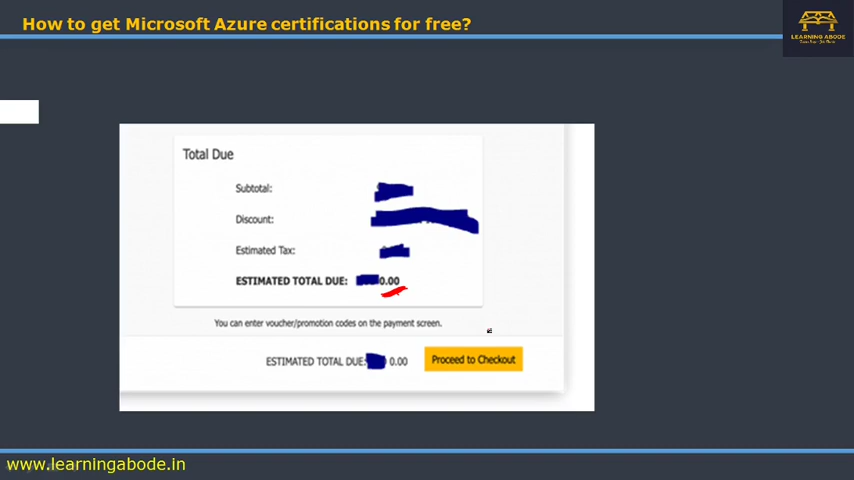 How to get Microsoft Azure certifications for free?
LEARNING ABODE
Total Due
Subtotal:
Discount:
Estimated Tax:
ESTIMATED TOTAL DUE: 0.00
You can enter voucher/promotion codes on the payment screen.
ESTIMATED TOTAL DUE: 0.00
Proceed to Checkout
www.learningabode.in